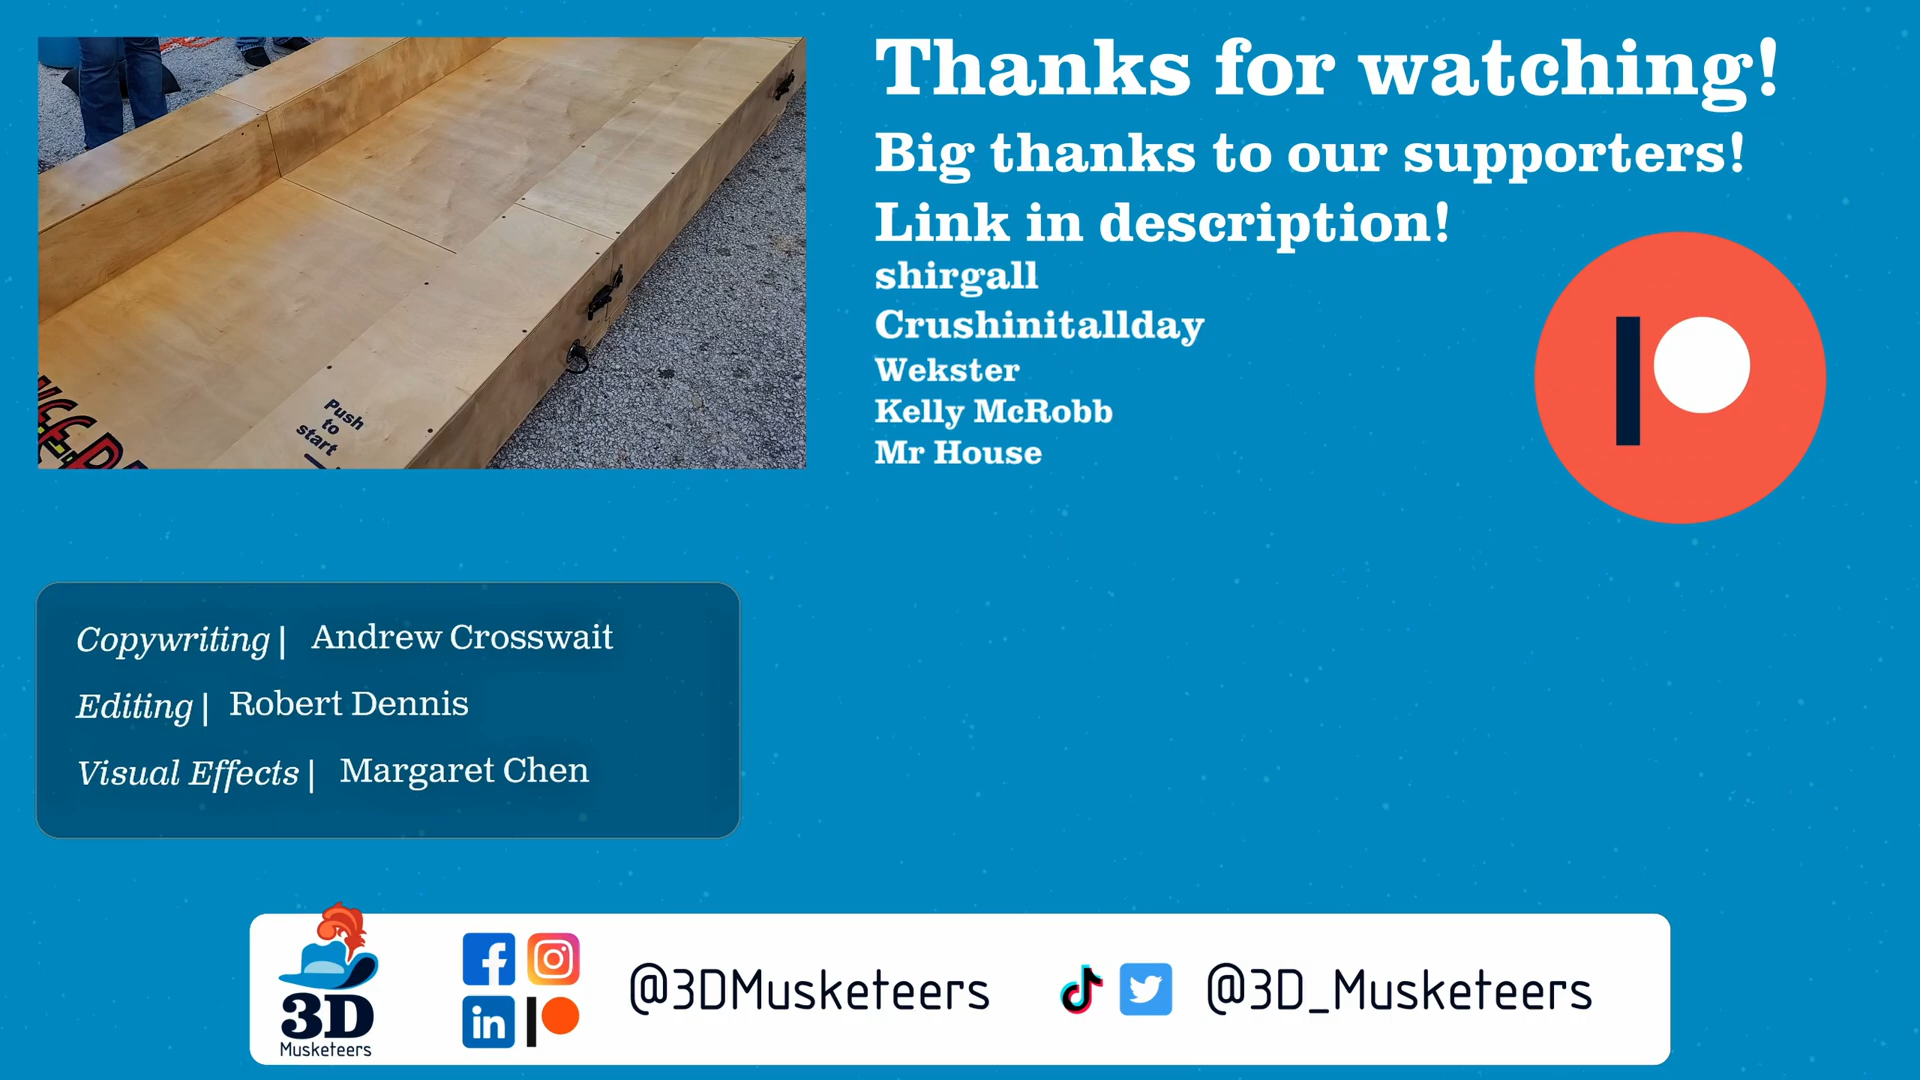 Thanks for watching!
Big thanks to our supporters!
Link in description!
shirgall
Crushinitallday
Wekster
Kelly McRobb
Mr House
Push
to
start
Copywriting | Andrew Crosswait
Editing | Robert Dennis
Visual Effects | Margaret Chen
3D
Musketeers
@3DMusketeers
@3D_Musketeers